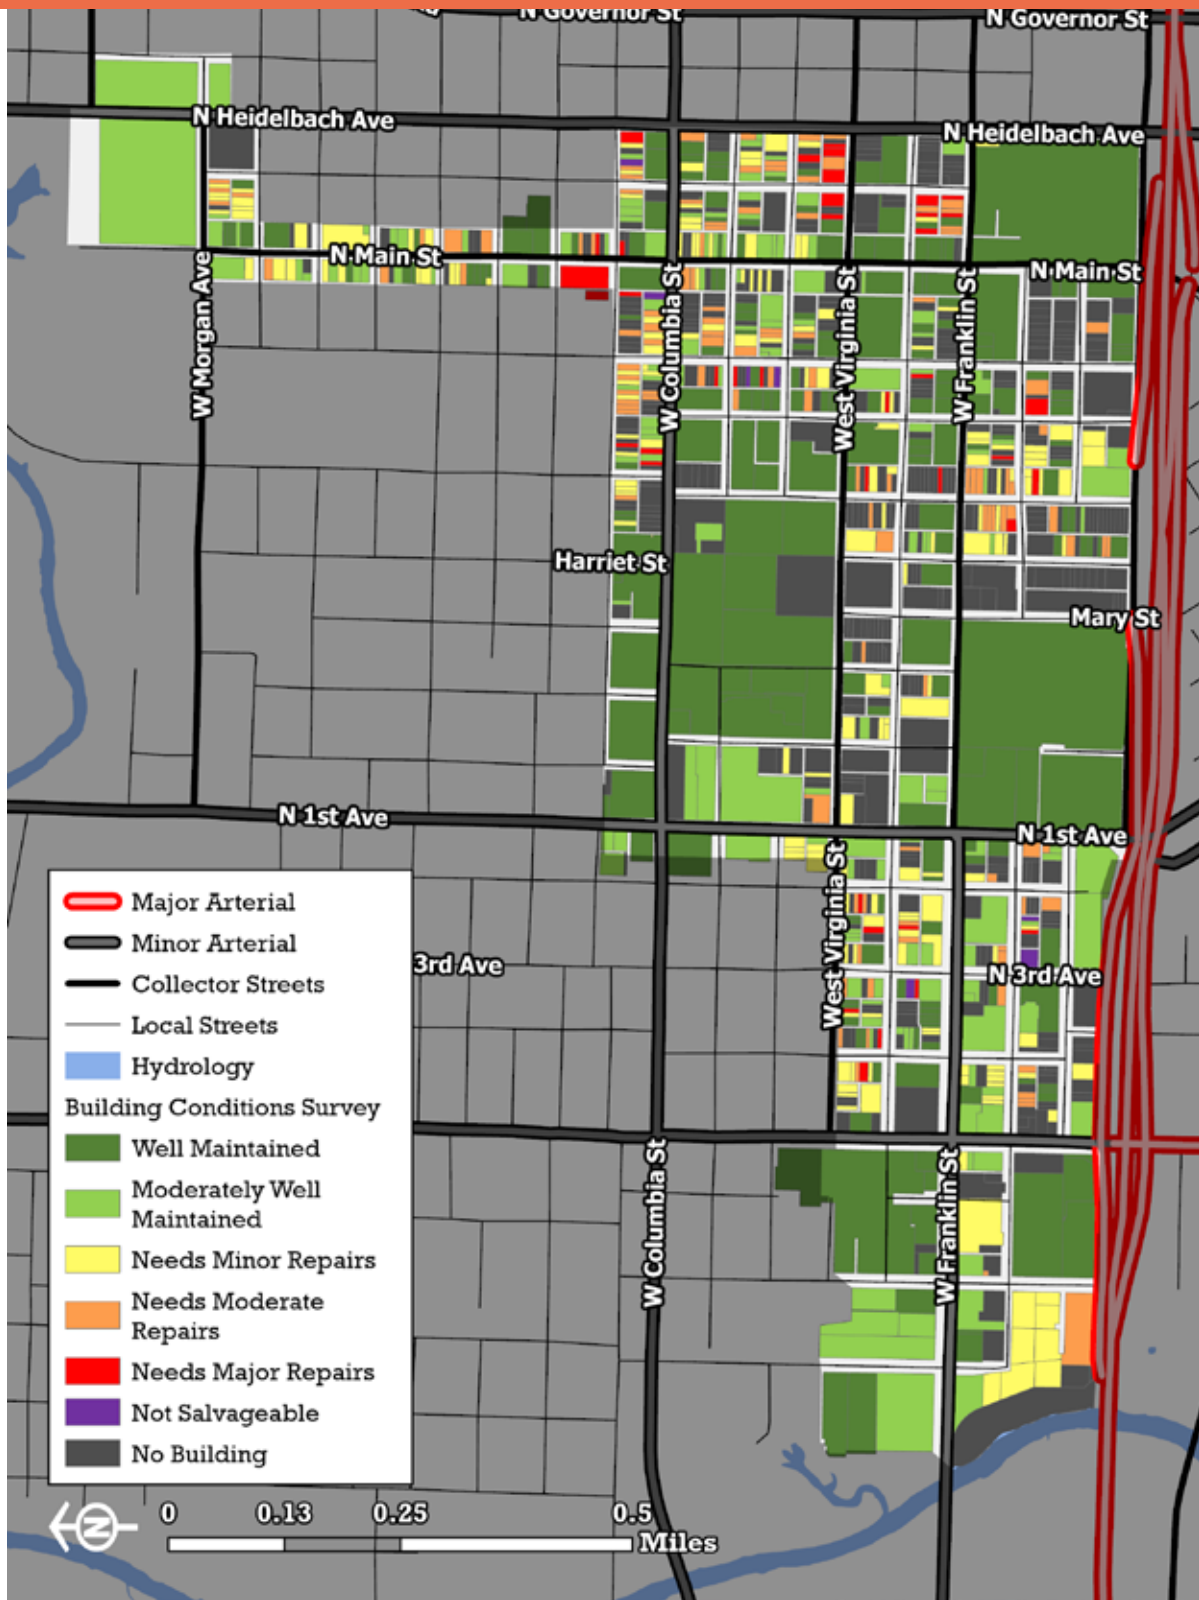 N Governor St
N Governor St
N Heidelbach Ave
N Heidelbach Ave
N Main St
N Main St
W Morgan Ave
W Columbia St
West Virginia St
W Franklin St
Harriet St
Mary St
N 1st Ave
N 1st Ave
West Virginia St
3rd Ave
N 3rd Ave
W Columbia St
W Franklin St
Major Arterial
Minor Arterial
Collector Streets
Local Streets
Hydrology
Building Conditions Survey
Well Maintained
Moderately Well
Maintained
Needs Minor Repairs
Needs Moderate
Repairs
Needs Major Repairs
Not Salvageable
No Building
N
0 0.13 0.25 0.5
Miles